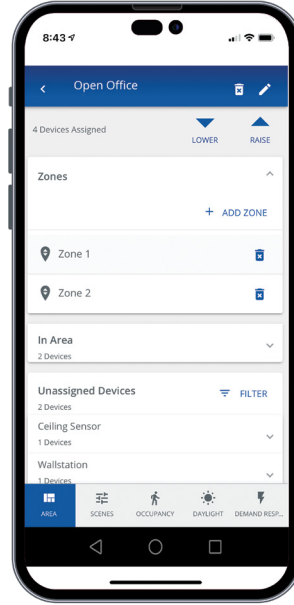 8:43
Open Office
4 Devices Assigned
LOWER
RAISE
Zones
+ ADD ZONE
Zone 1
Zone 2
In Area
2 Devices
Unassigned Devices
2 Devices
FILTER
Ceiling Sensor
1 Devices
Wallstation
1 Devices
AREA
SCENES
OCCUPANCY
DAYLIGHT
DEMAND RESP...